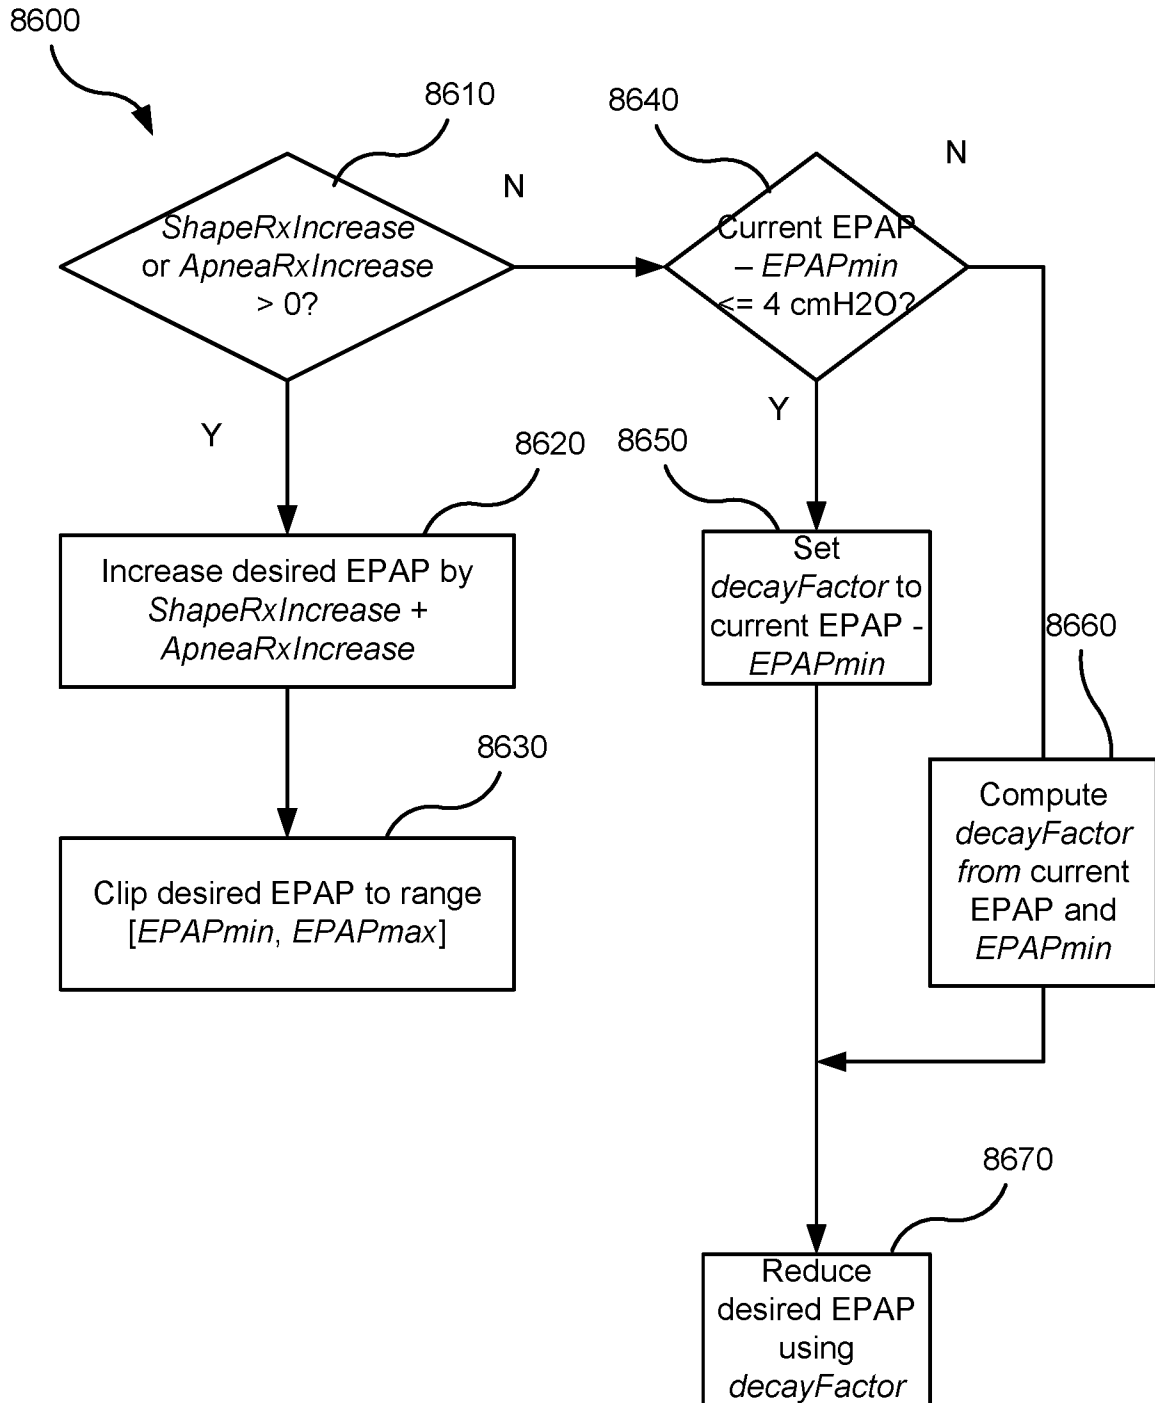 8600
8610
8640
N
N
ShapeRxIncrease
or ApneaRxIncrease
> 0?
Current EPAP
– EPAPmin
<= 4 cmH2O?
Y
Y
8620
8650
Increase desired EPAP by
ShapeRxIncrease +
ApneaRxIncrease
Set
decayFactor to
current EPAP -
EPAPmin
8660
8630
Clip desired EPAP to range
[EPAPmin, EPAPmax]
Compute
decayFactor
from current
EPAP and
EPAPmin
8670
Reduce
desired EPAP
using
decayFactor